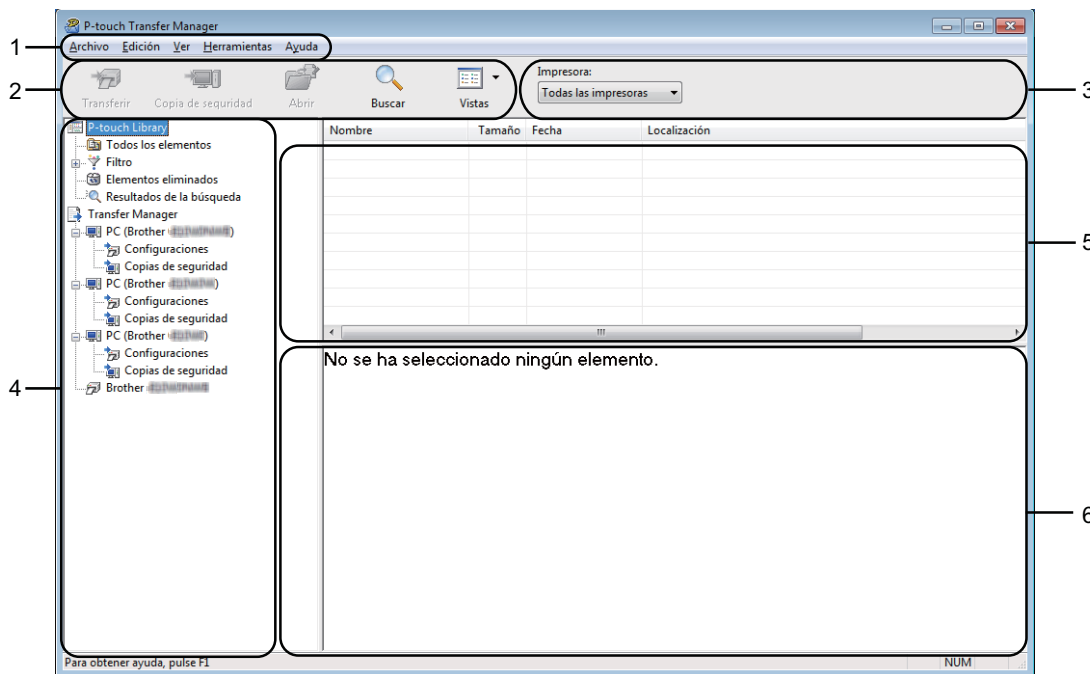 P-touch Transfer Manager
1
Archivo Edición Ver Herramientas Ayuda
2
Transferir Copia de seguridad Abrir Buscar Vistas
Impresora:
Todas las impresoras
3
P-touch Library
Todos los elementos
Filtro
Elementos eliminados
Resultados de la búsqueda
Transfer Manager
PC (Brother )
Configuraciones
Copias de seguridad
PC (Brother )
Configuraciones
Copias de seguridad
PC (Brother )
Configuraciones
Copias de seguridad
Brother
4
Nombre Tamaño Fecha Localización
5
No se ha seleccionado ningún elemento.
6
Para obtener ayuda, pulse F1
NUM